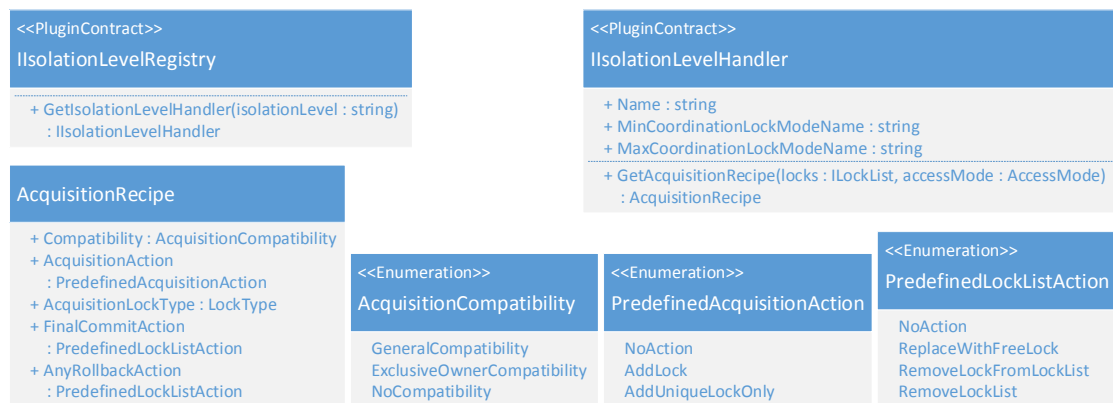 <<PluginContract>>
IIsolationLevelRegistry
+ GetIsolationLevelHandler(isolationLevel : string)
: IIsolationLevelHandler
<<PluginContract>>
IIsolationLevelHandler
+ Name : string
+ MinCoordinationLockModeName : string
+ MaxCoordinationLockModeName : string
+ GetAcquisitionRecipe(locks : ILockList, accessMode : AccessMode)
: AcquisitionRecipe
AcquisitionRecipe
+ Compatibility : AcquisitionCompatibility
+ AcquisitionAction
: PredefinedAcquisitionAction
+ AcquisitionLockType : LockType
+ FinalCommitAction
: PredefinedLockListAction
+ AnyRollbackAction
: PredefinedLockListAction
<<Enumeration>>
AcquisitionCompatibility
GeneralCompatibility
ExclusiveOwnerCompatibility
NoCompatibility
<<Enumeration>>
PredefinedAcquisitionAction
NoAction
AddLock
AddUniqueLockOnly
<<Enumeration>>
PredefinedLockListAction
NoAction
ReplaceWithFreeLock
RemoveLockFromLockList
RemoveLockList